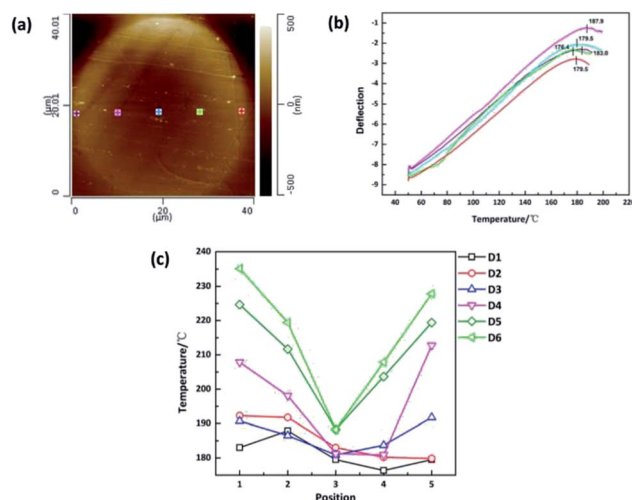 (a)
40.01
(µm)
20.01
0
0
20
(µm)
40
500
(nm)
0
-500
(b)
Deflection
-1
-2
-3
-4
-5
-6
-7
-8
-9
187.9
179.6
176.4
183.0
179.5
40
60
80
100
120
140
160
180
200
220
Temperature/℃
(c)
Temperature/℃
240
230
220
210
200
190
180
1
2
3
4
5
Position
D1
D2
D3
D4
D5
D6